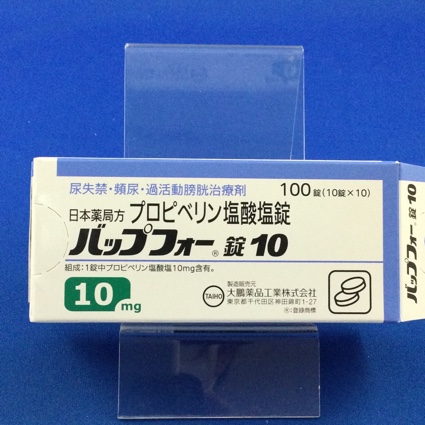 尿失禁・頻尿・過活動膀胱治療剤
100錠(10錠×10)
日本薬局方 プロピベリン塩酸塩錠
バップフォー®錠10
組成:1錠中プロピベリン塩酸塩10mg含有。
10mg
製造販売元
TAIHO 大鵬薬品工業株式会社
東京都千代田区神田錦町1-27
®:登録商標
バップフォー®錠10